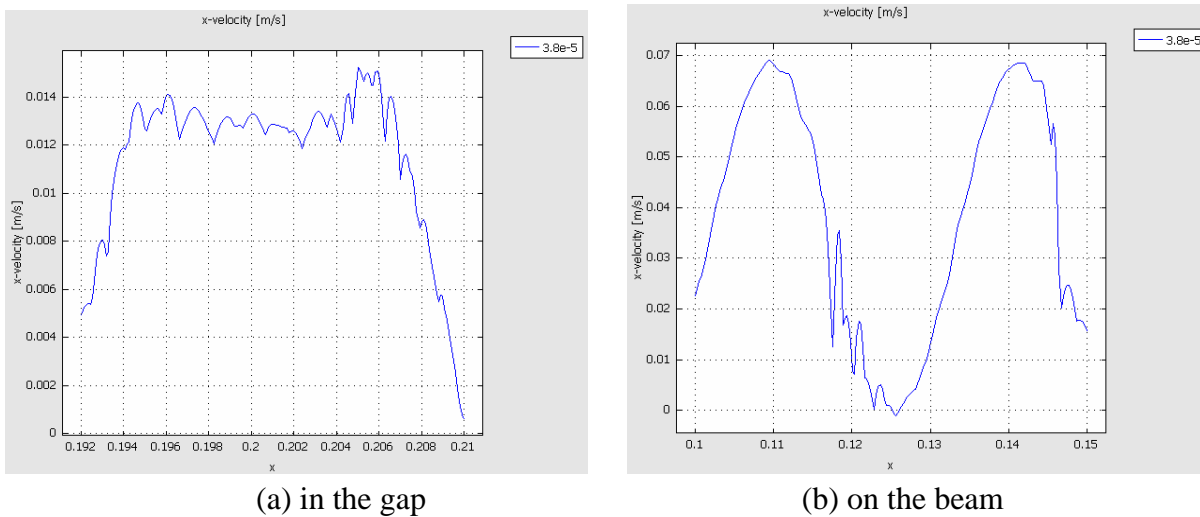 x-velocity [m/s]
3.8e-5
x-velocity [m/s]
0.014
0.012
0.01
0.008
0.006
0.004
0.002
0
0.192 0.194 0.196 0.198 0.2 0.202 0.204 0.206 0.208 0.21
x
(a) in the gap
x-velocity [m/s]
3.8e-5
x-velocity [m/s]
0.07
0.06
0.05
0.04
0.03
0.02
0.01
0
0.1 0.11 0.12 0.13 0.14 0.15
x
(b) on the beam